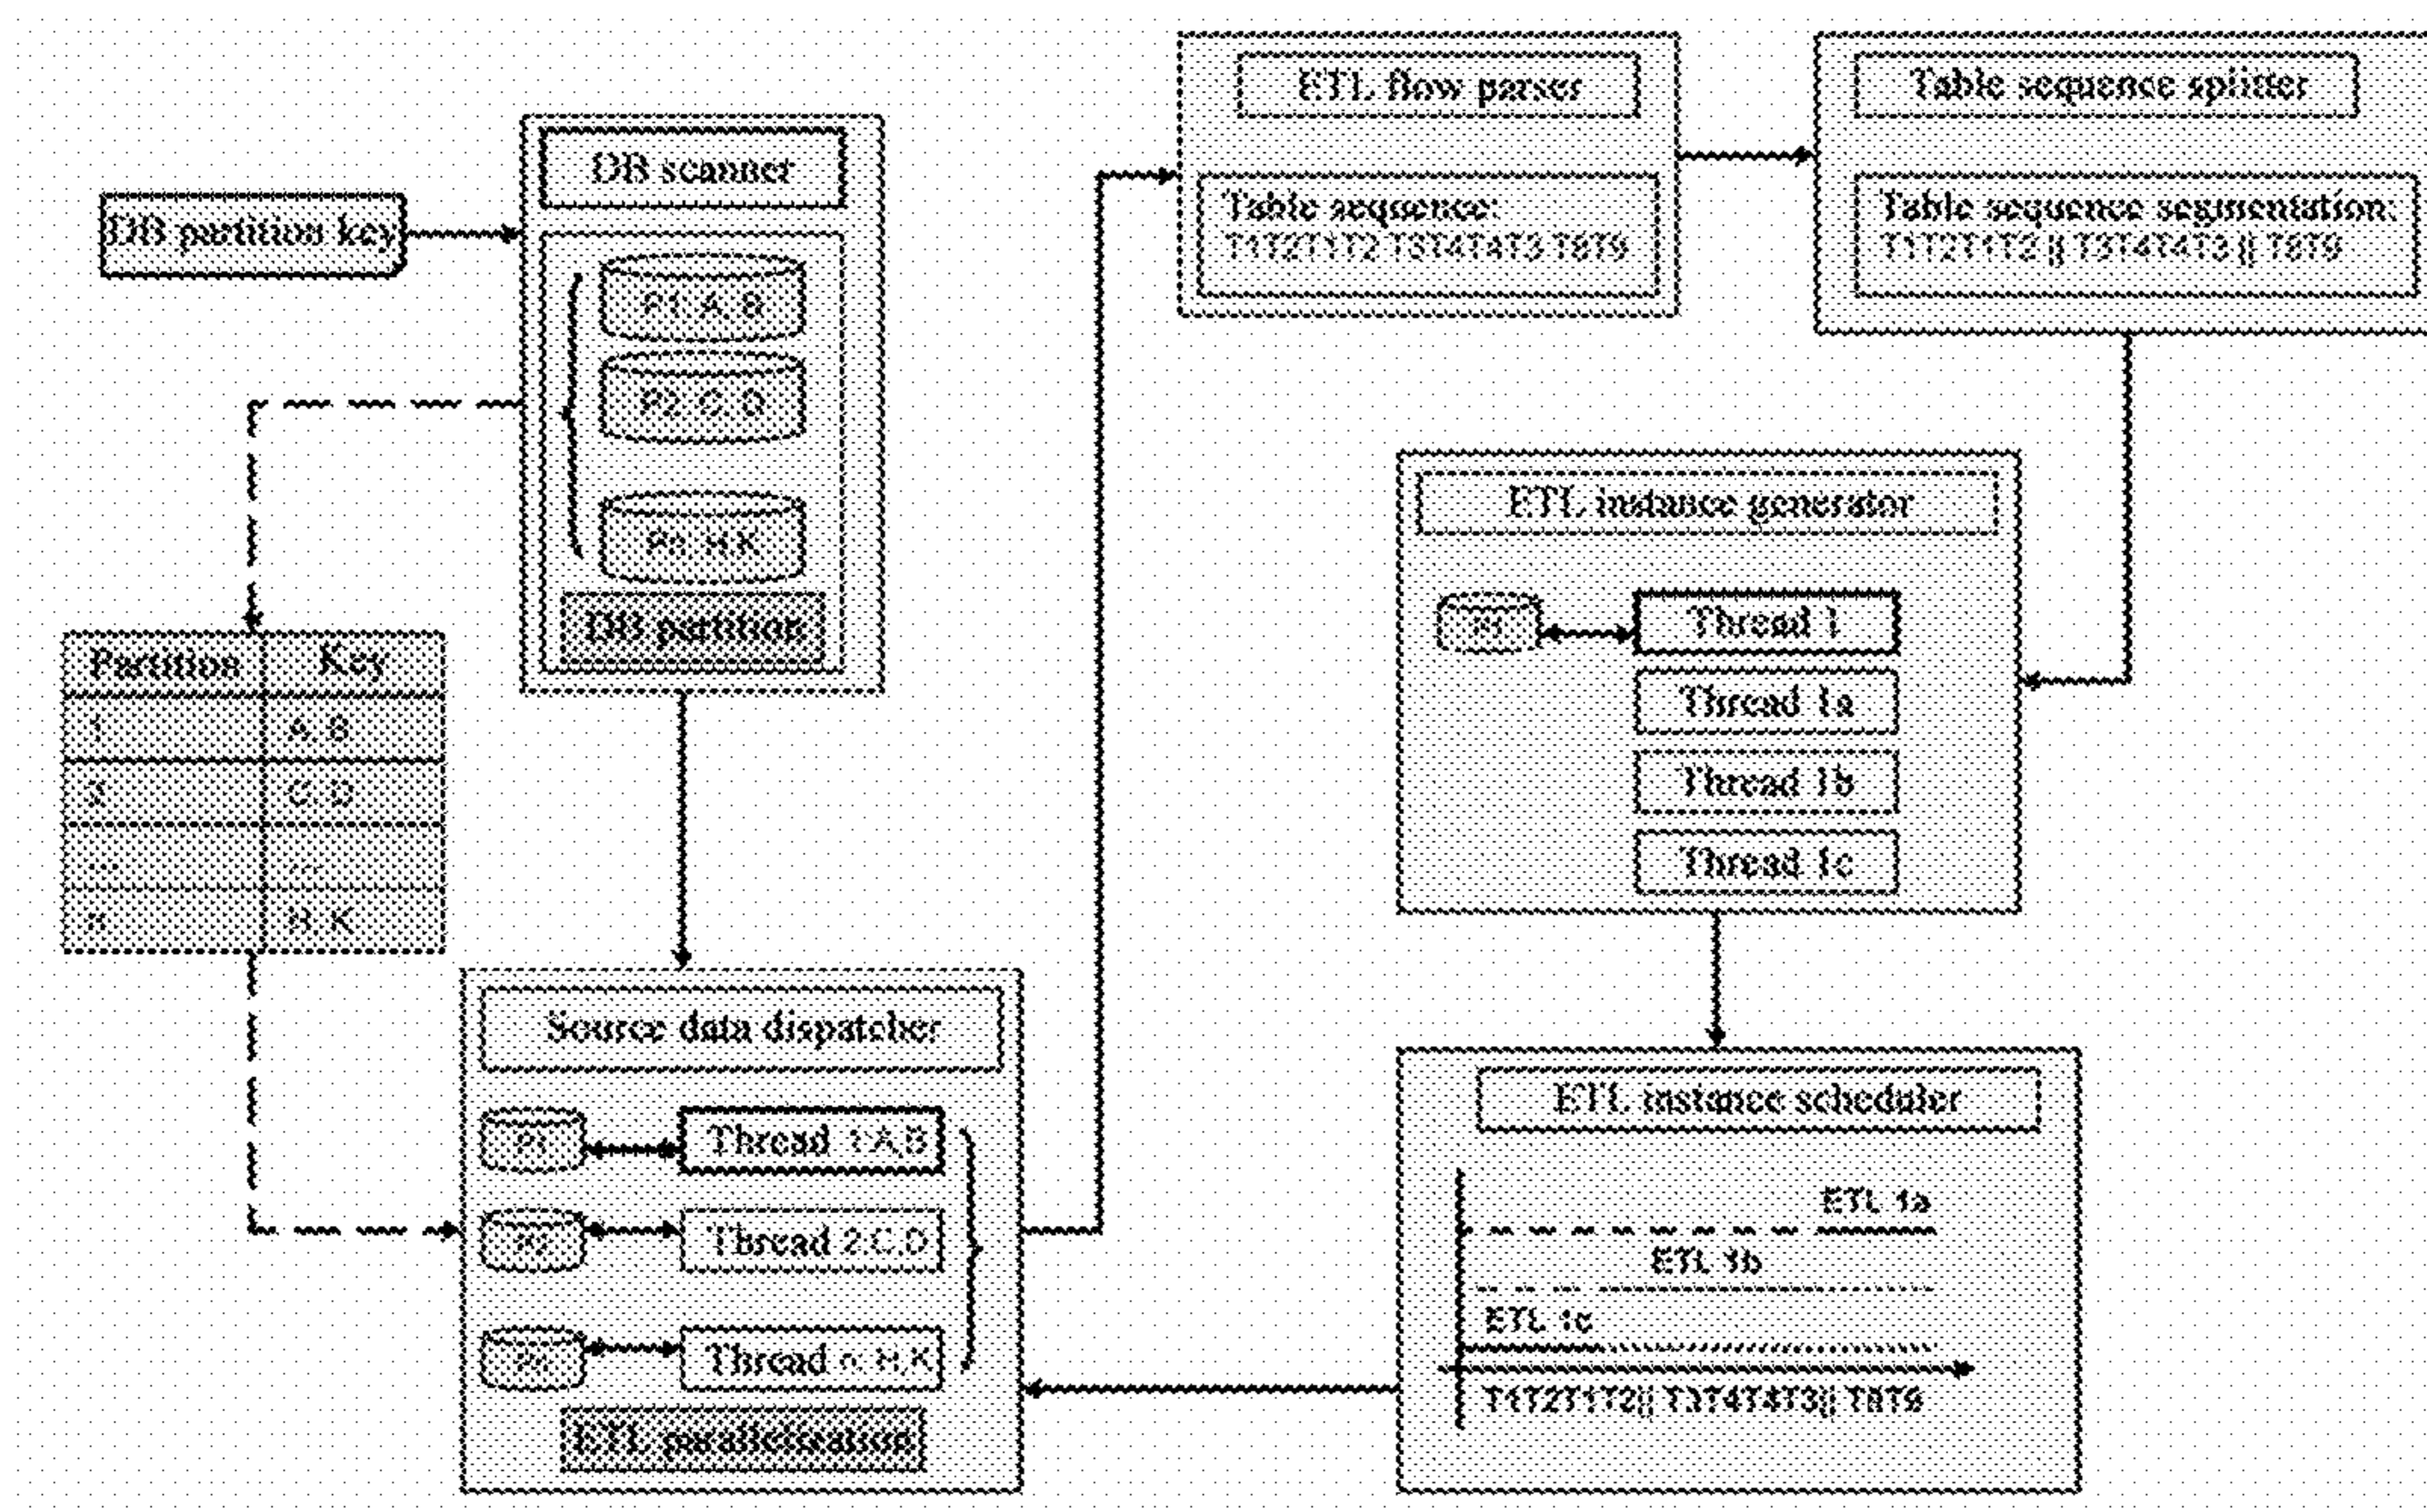 DB partition key
DB scanner
P1 A, B
P2 C, D
Pn H,K
DB partition
Partition Key
1 A, B
2 C, D
... ...
n H, K
Source data dispatcher
P1 Thread 1:A,B
P2 Thread 2:C,D
Pn Thread n: H,K
ETL parallelization
ETL flow parser
Table sequence:
T1T2T1T2 T3T4T4T3 T8T9
Table sequence splitter
Table sequence segmentation:
T1T2T1T2 || T3T4T4T3 || T8T9
ETL instance generator
P1 Thread 1
Thread 1a
Thread 1b
Thread 1c
ETL instance scheduler
ETL 1a
ETL 1b
ETL 1c
T1T2T1T2|| T3T4T4T3|| T8T9